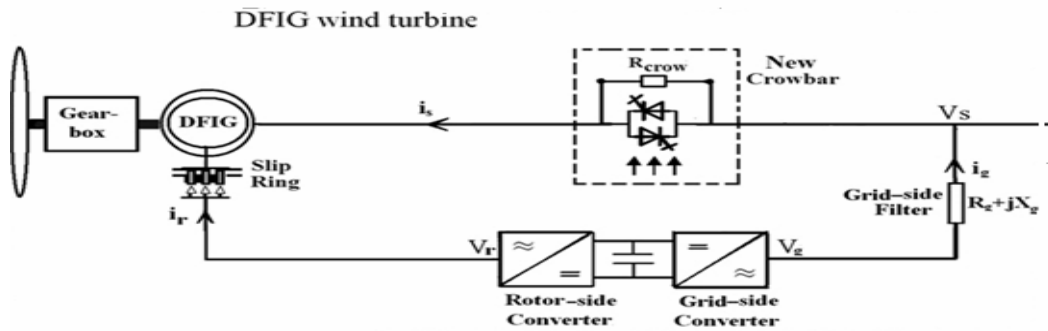 DFIG wind turbine
New
Crowbar
Rcrow
Gear-
box
DFIG
is
Vs
Slip
Ring
ig
Grid-side
Filter
Rg+jXg
ir
Vr
Vg
Rotor-side
Converter
Grid-side
Converter